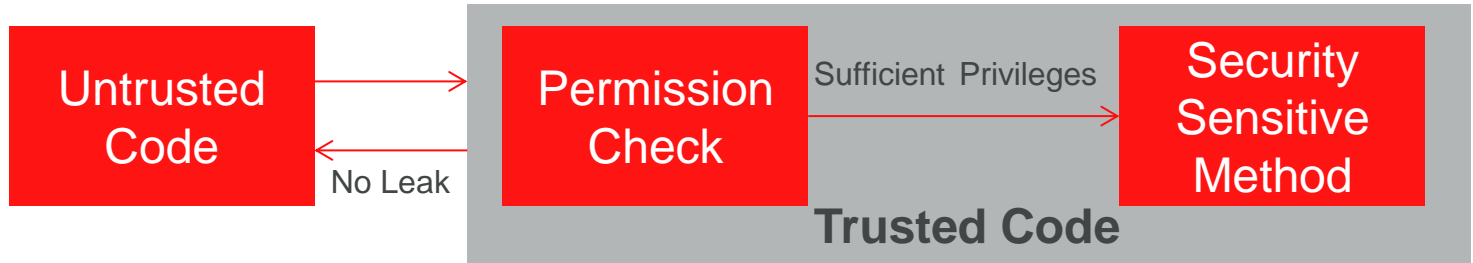 Untrusted
Code
No Leak
Permission
Check
Sufficient Privileges
Security
Sensitive
Method
Trusted Code